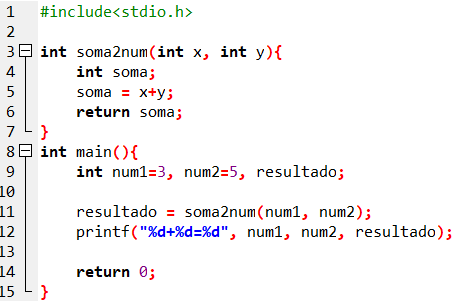 1 #include<stdio.h>
2
3 int soma2num(int x, int y){
4 int soma;
5 soma = x+y;
6 return soma;
7 }
8 int main(){
9 int num1=3, num2=5, resultado;
10
11 resultado = soma2num(num1, num2);
12 printf("%d+%d=%d", num1, num2, resultado);
13
14 return 0;
15 }